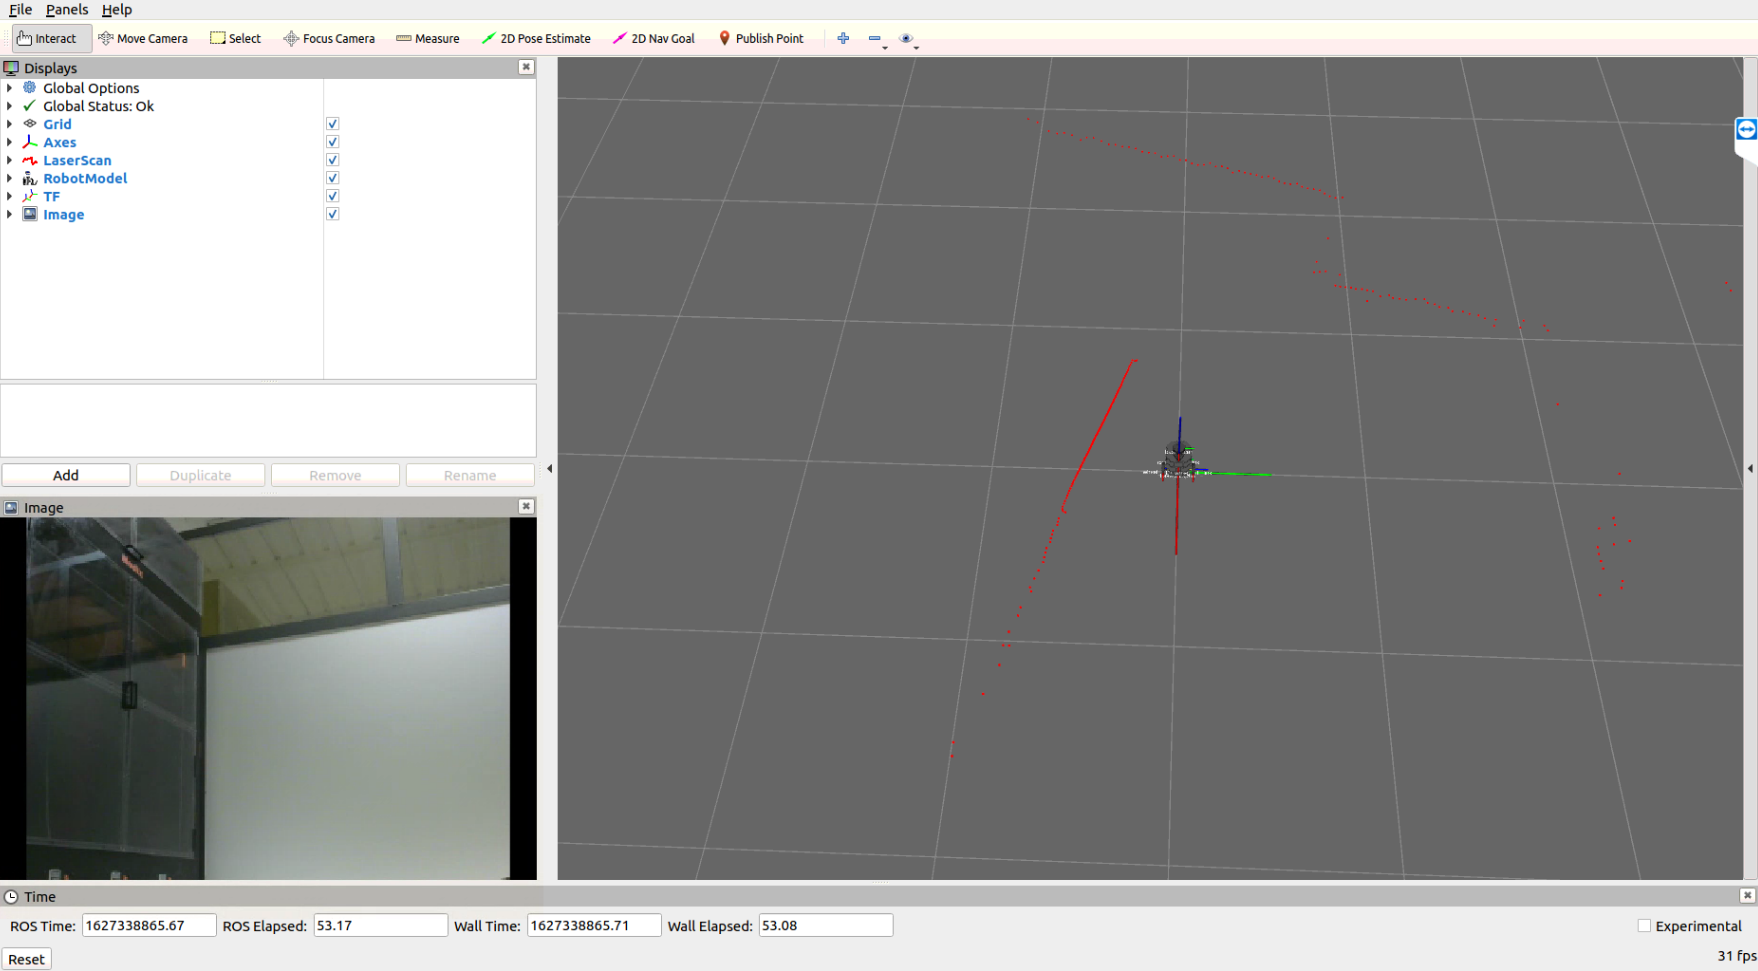 File Panels Help
Interact Move Camera Select Focus Camera Measure 2D Pose Estimate 2D Nav Goal Publish Point
Displays
Global Options
Global Status: Ok
Grid
Axes
LaserScan
RobotModel
TF
Image
Add Duplicate Remove Rename
Image
Time
ROS Time: 1627338865.67 ROS Elapsed: 53.17 Wall Time: 1627338865.71 Wall Elapsed: 53.08 Experimental
Reset 31 fps